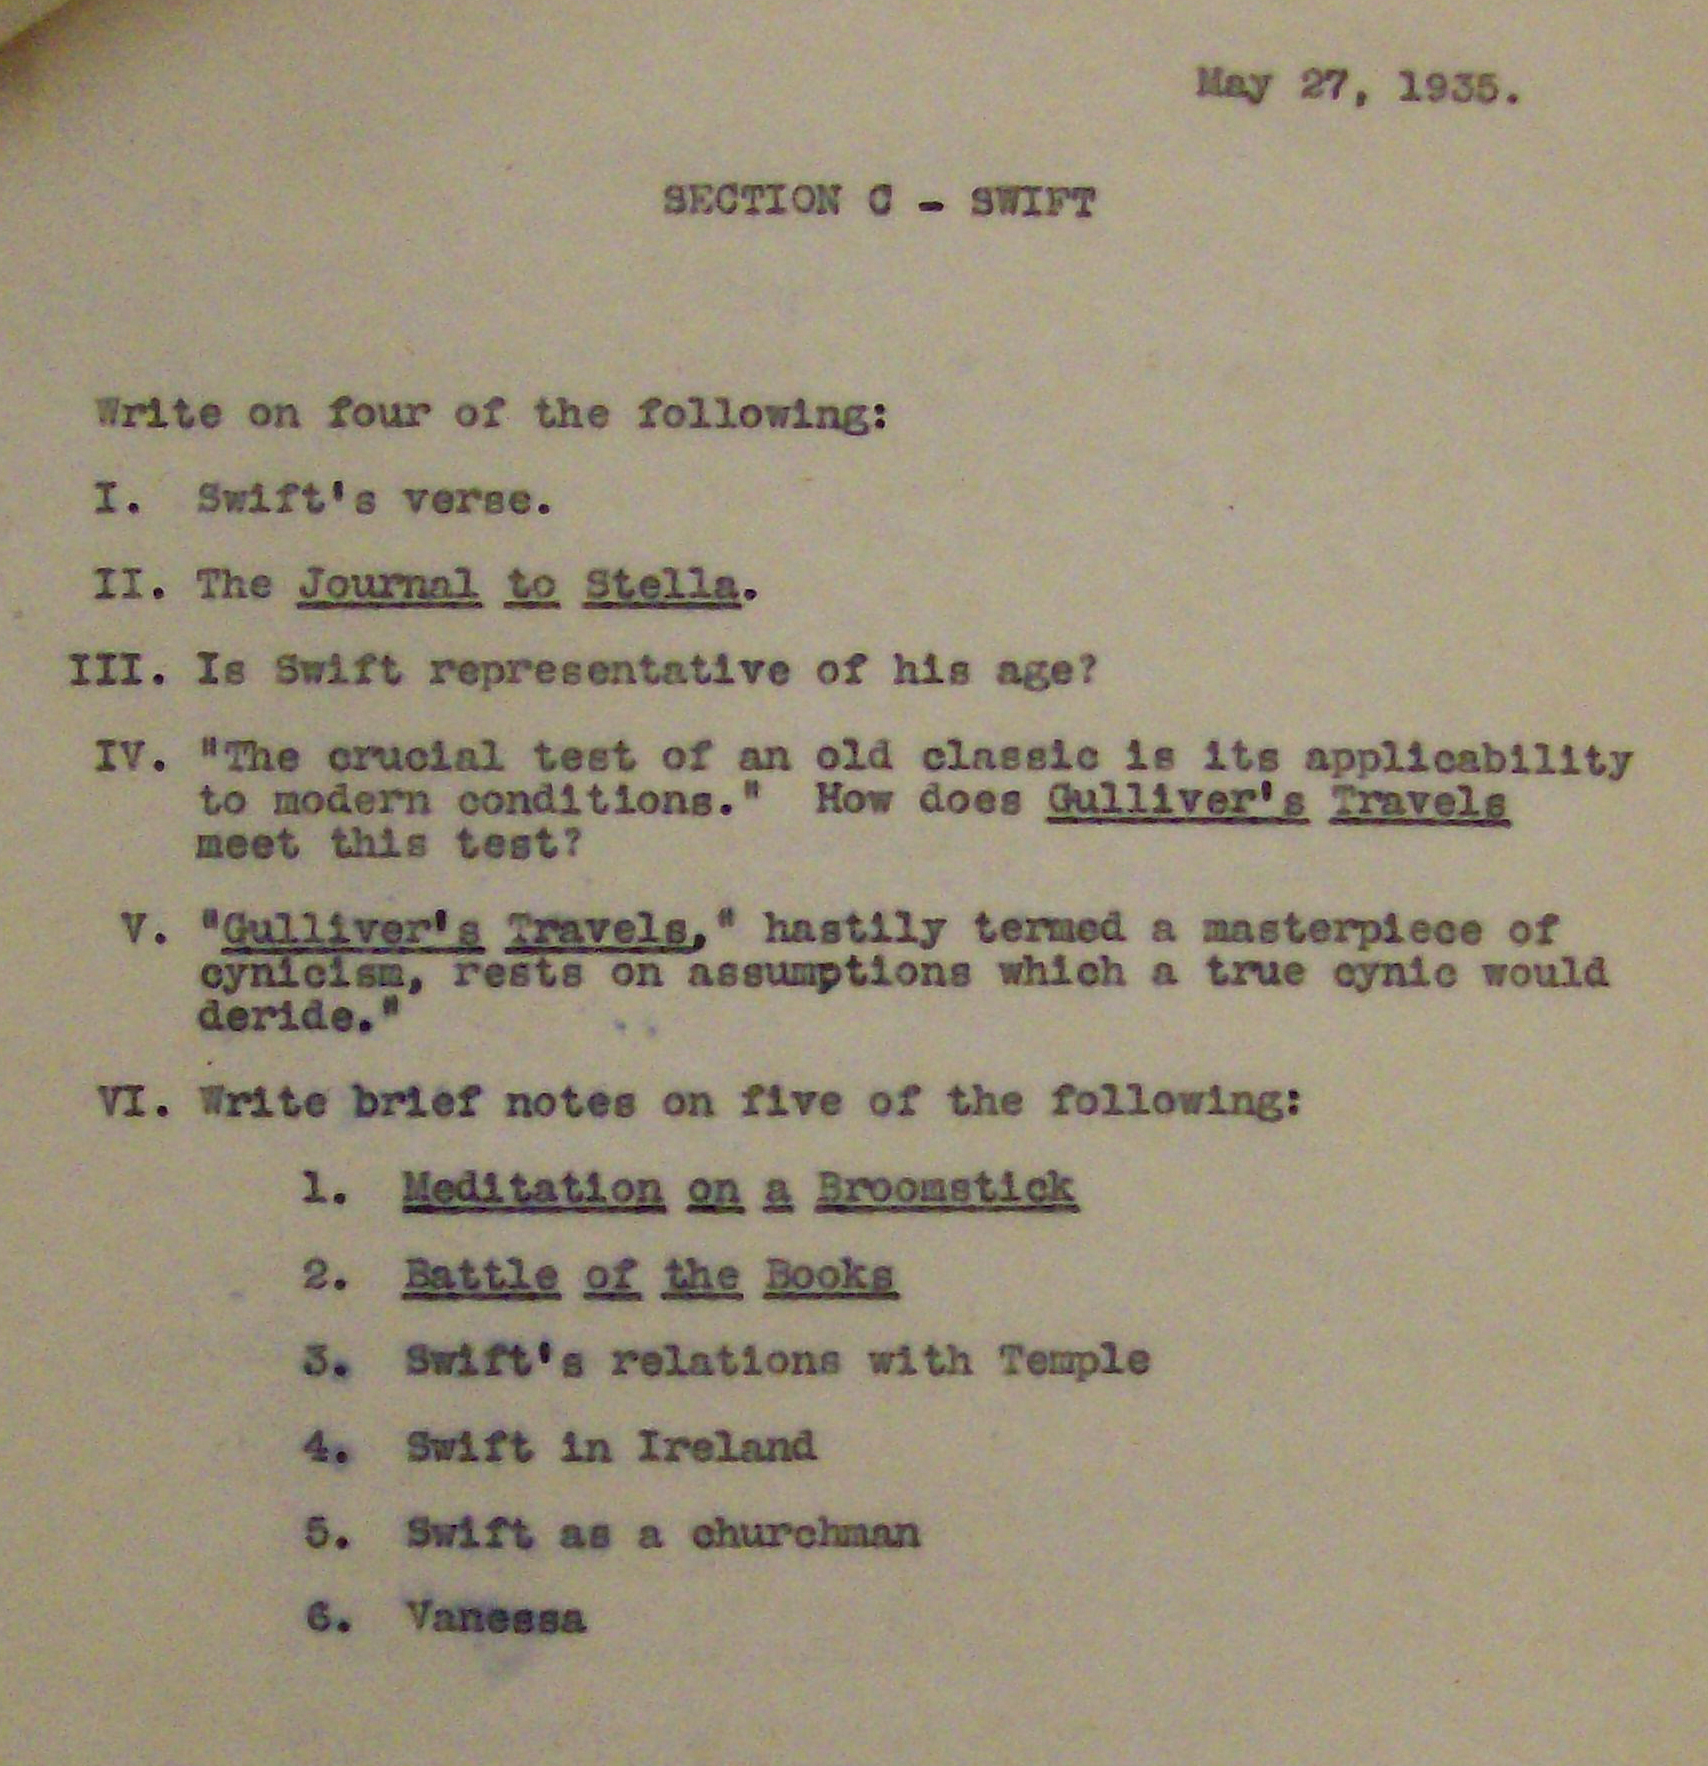 May 27, 1935.
SECTION C - SWIFT
Write on four of the following:
I. Swift's verse.
II. The Journal to Stella.
III. Is Swift representative of his age?
IV. "The crucial test of an old classic is its applicability
to modern conditions." How does Gulliver's Travels
meet this test?
V. "Gulliver's Travels," hastily termed a masterpiece of
cynicism, rests on assumptions which a true cynic would
deride."
VI. Write brief notes on five of the following:
1. Meditation on a Broomstick
2. Battle of the Books
3. Swift's relations with Temple
4. Swift in Ireland
5. Swift as a churchman
6. Vanessa